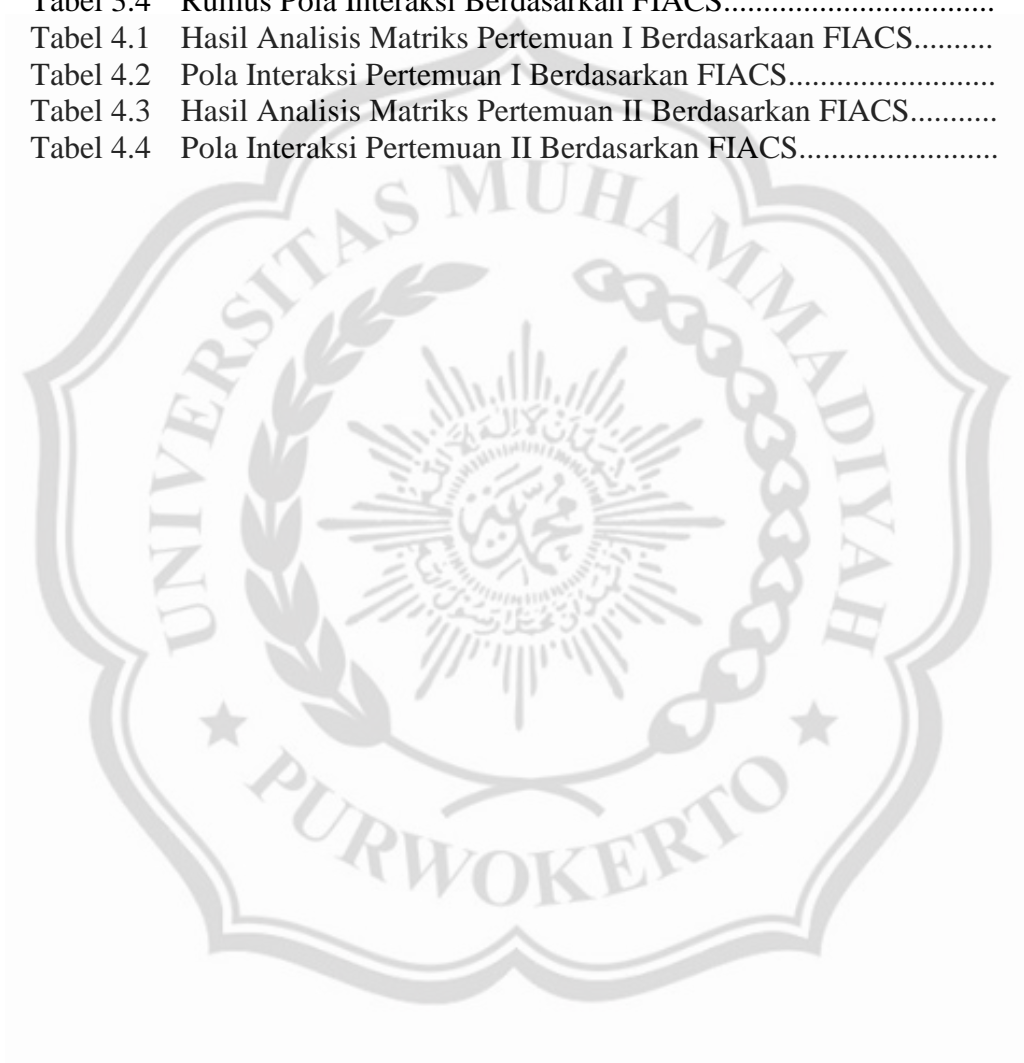 Tabel 3.4 Rumus Pola Interaksi Berdasarkan FIACS..................................
Tabel 4.1 Hasil Analisis Matriks Pertemuan I Berdasarkaan FIACS..........
Tabel 4.2 Pola Interaksi Pertemuan I Berdasarkan FIACS..........................
Tabel 4.3 Hasil Analisis Matriks Pertemuan II Berdasarkan FIACS...........
Tabel 4.4 Pola Interaksi Pertemuan II Berdasarkan FIACS.........................
UNIVERSITAS MUHAMMADIYAH
PURWOKERTO